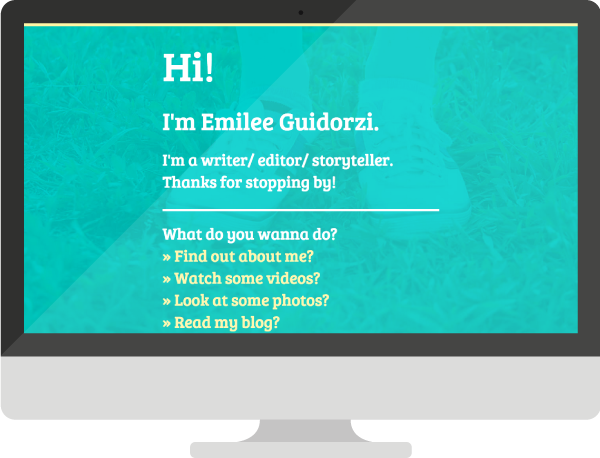 Hi!
I'm Emilee Guidorzi.
I'm a writer/ editor/ storyteller.
Thanks for stopping by!
What do you wanna do?
» Find out about me?
» Watch some videos?
» Look at some photos?
» Read my blog?